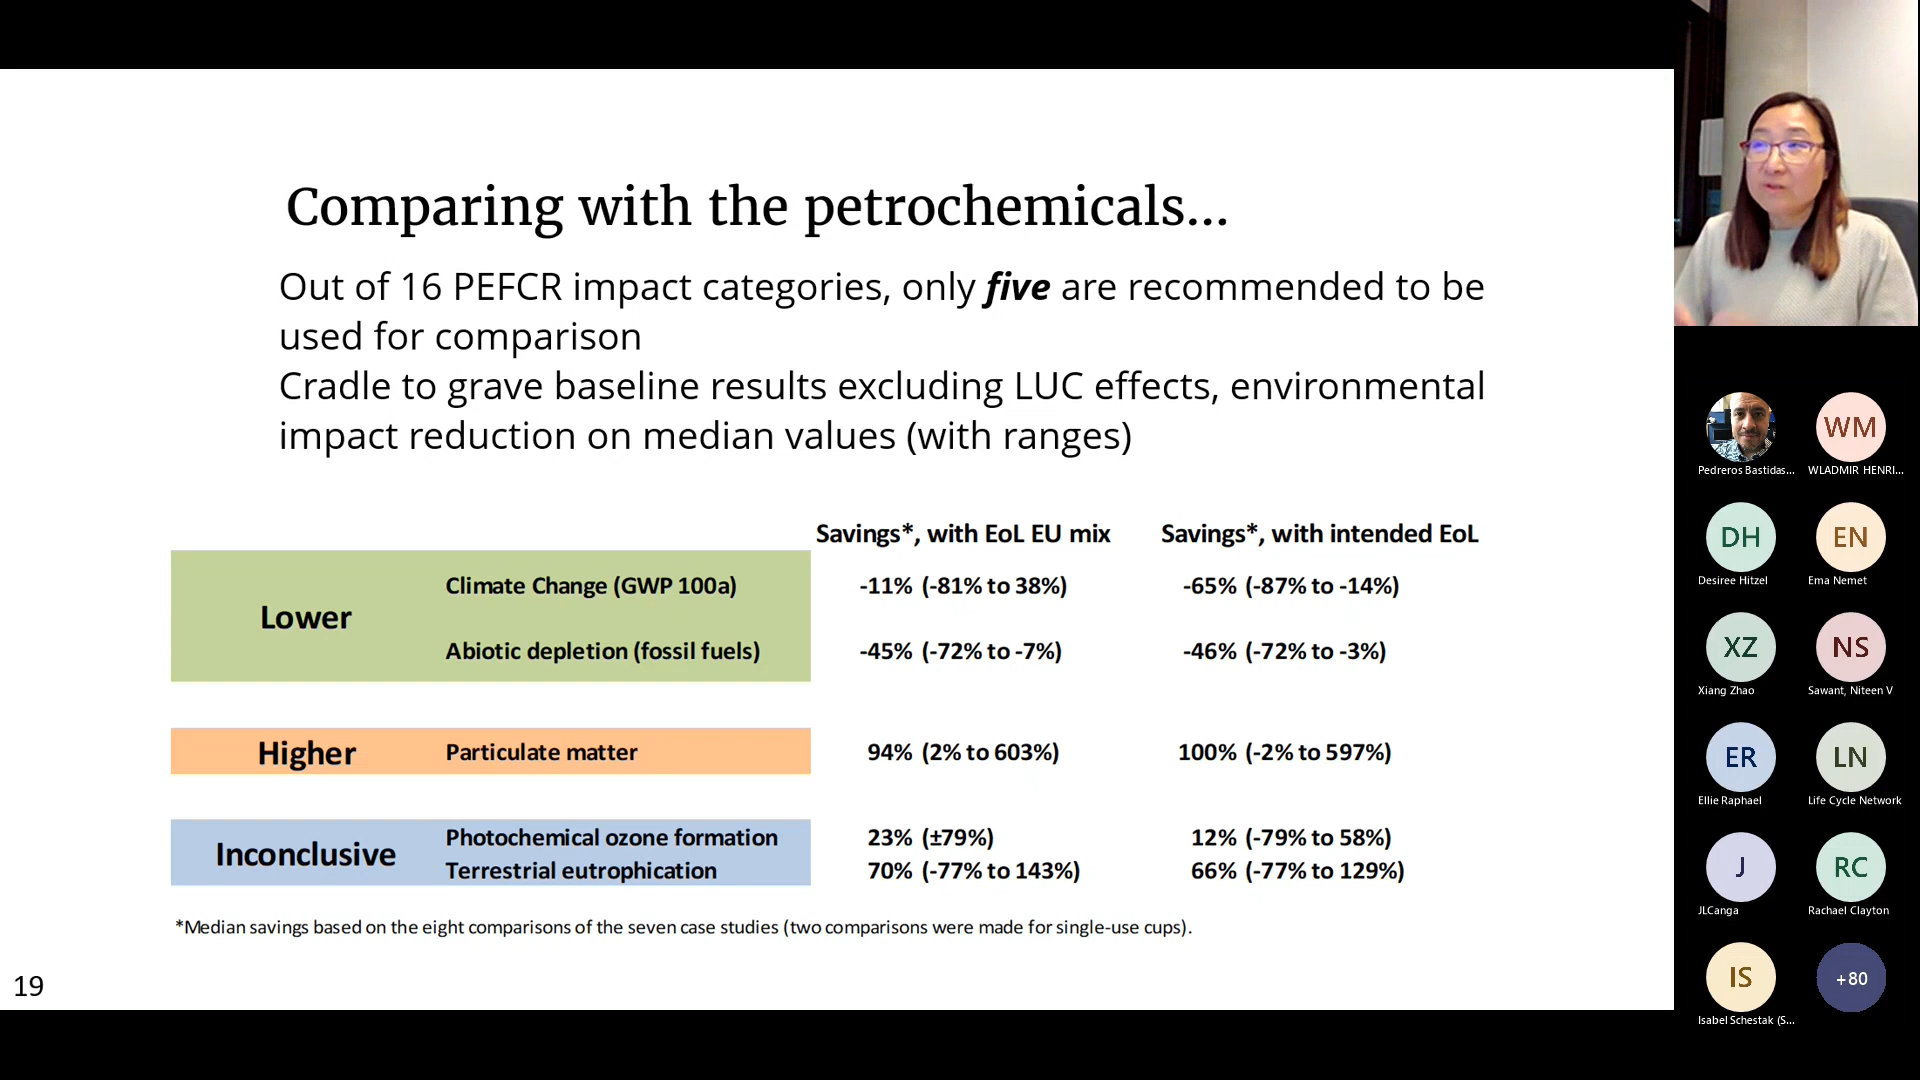 Comparing with the petrochemicals...
Out of 16 PEFCR impact categories, only five are recommended to be
used for comparison
Cradle to grave baseline results excluding LUC effects, environmental
impact reduction on median values (with ranges)
Savings*, with EoL EU mix Savings*, with intended EoL
Lower
Climate Change (GWP 100a) -11% (-81% to 38%) -65% (-87% to -14%)
Abiotic depletion (fossil fuels) -45% (-72% to -7%) -46% (-72% to -3%)
Higher Particulate matter 94% (2% to 603%) 100% (-2% to 597%)
Inconclusive
Photochemical ozone formation 23% (±79%) 12% (-79% to 58%)
Terrestrial eutrophication 70% (-77% to 143%) 66% (-77% to 129%)
*Median savings based on the eight comparisons of the seven case studies (two comparisons were made for single-use cups).
19
WM
Pedreros Bastidas... WLADMIR HENRI...
DH EN
Desiree Hitzel Ema Nemet
XZ NS
Xiang Zhao Sawant, Niteen V
ER LN
Ellie Raphael Life Cycle Network
J RC
JLCanga Rachael Clayton
IS +80
Isabel Schestak (S...